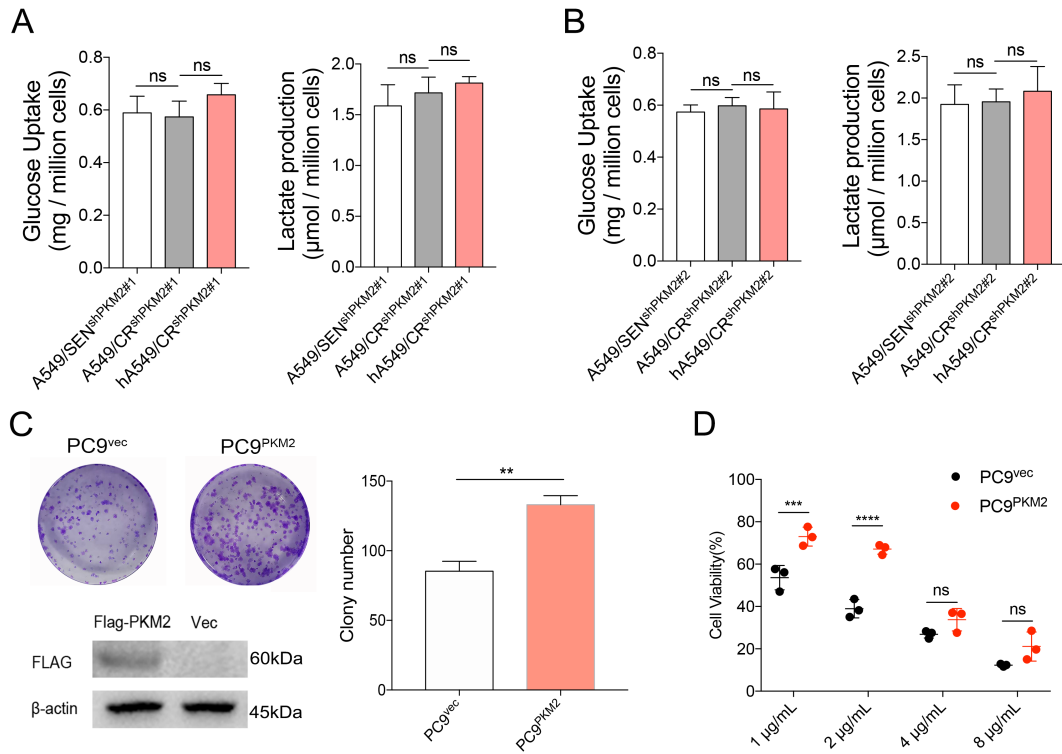 A
Glucose Uptake
(mg / million cells)
0.8
0.6
0.4
0.2
0.0
ns
ns
A549/SENshPKM2#1
A549/CRshPKM2#1
hA549/CRshPKM2#1
Lactate production
(μmol / million cells)
2.0
1.5
1.0
0.5
0.0
ns
ns
A549/SENshPKM2#1
A549/CRshPKM2#1
hA549/CRshPKM2#1
B
Glucose Uptake
(mg / million cells)
0.8
0.6
0.4
0.2
0.0
ns
ns
A549/SENshPKM2#2
A549/CRshPKM2#2
hA549/CRshPKM2#2
Lactate production
(μmol / million cells)
2.5
2.0
1.5
1.0
0.5
0.0
ns
ns
A549/SENshPKM2#2
A549/CRshPKM2#2
hA549/CRshPKM2#2
C
PC9vec
PC9PKM2
Flag-PKM2
Vec
FLAG
60kDa
β-actin
45kDa
Clony number
150
100
50
0
**
PC9vec
PC9PKM2
D
Cell Viability(%)
100
80
60
40
20
0
***
****
ns
ns
PC9vec
PC9PKM2
1 μg/mL
2 μg/mL
4 μg/mL
8 μg/mL